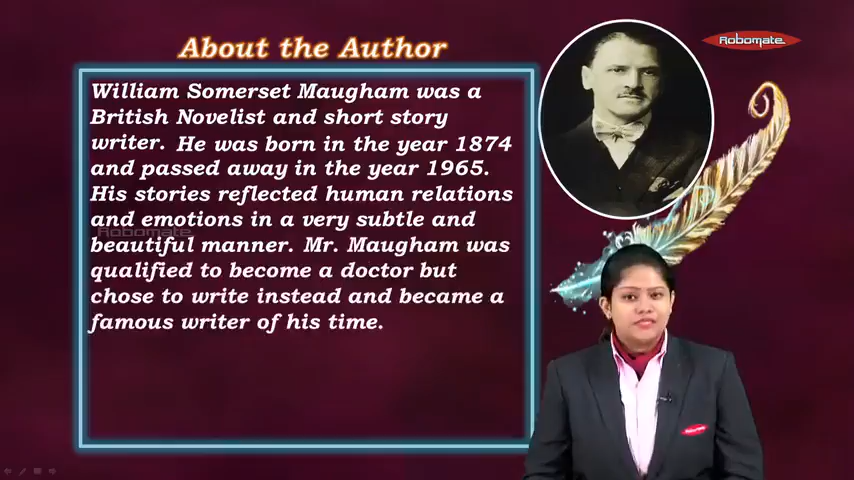 About the Author
Robomate
William Somerset Maugham was a
British Novelist and short story
writer. He was born in the year 1874
and passed away in the year 1965.
His stories reflected human relations
and emotions in a very subtle and
Robomate
beautiful manner. Mr. Maugham was
qualified to become a doctor but
chose to write instead and became a
famous writer of his time.
Robomate